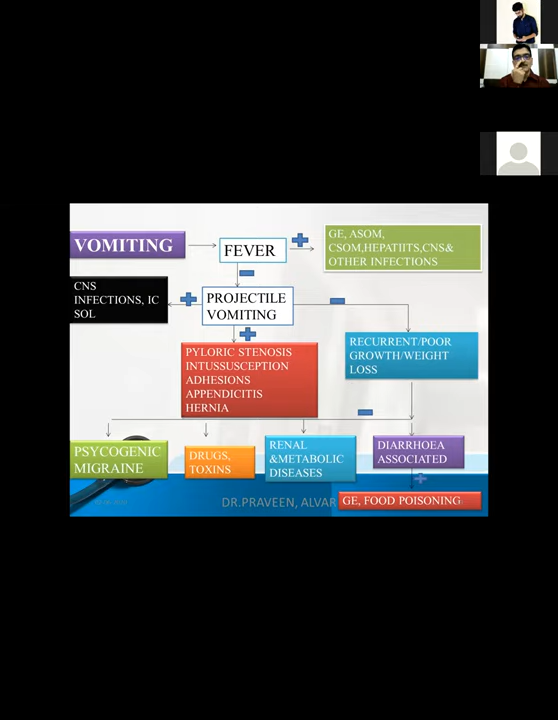 VOMITING
FEVER
GE, ASOM,
CSOM,HEPATIITS,CNS&
OTHER INFECTIONS
CNS
INFECTIONS, IC
SOL
PROJECTILE
VOMITING
PYLORIC STENOSIS
INTUSSUSCEPTION
ADHESIONS
APPENDICITIS
HERNIA
RECURRENT/POOR
GROWTH/WEIGHT
LOSS
PSYCOGENIC
MIGRAINE
DRUGS,
TOXINS
RENAL
&METABOLIC
DISEASES
DIARRHOEA
ASSOCIATED
DR.PRAVEEN, ALVAR
GE, FOOD POISONING